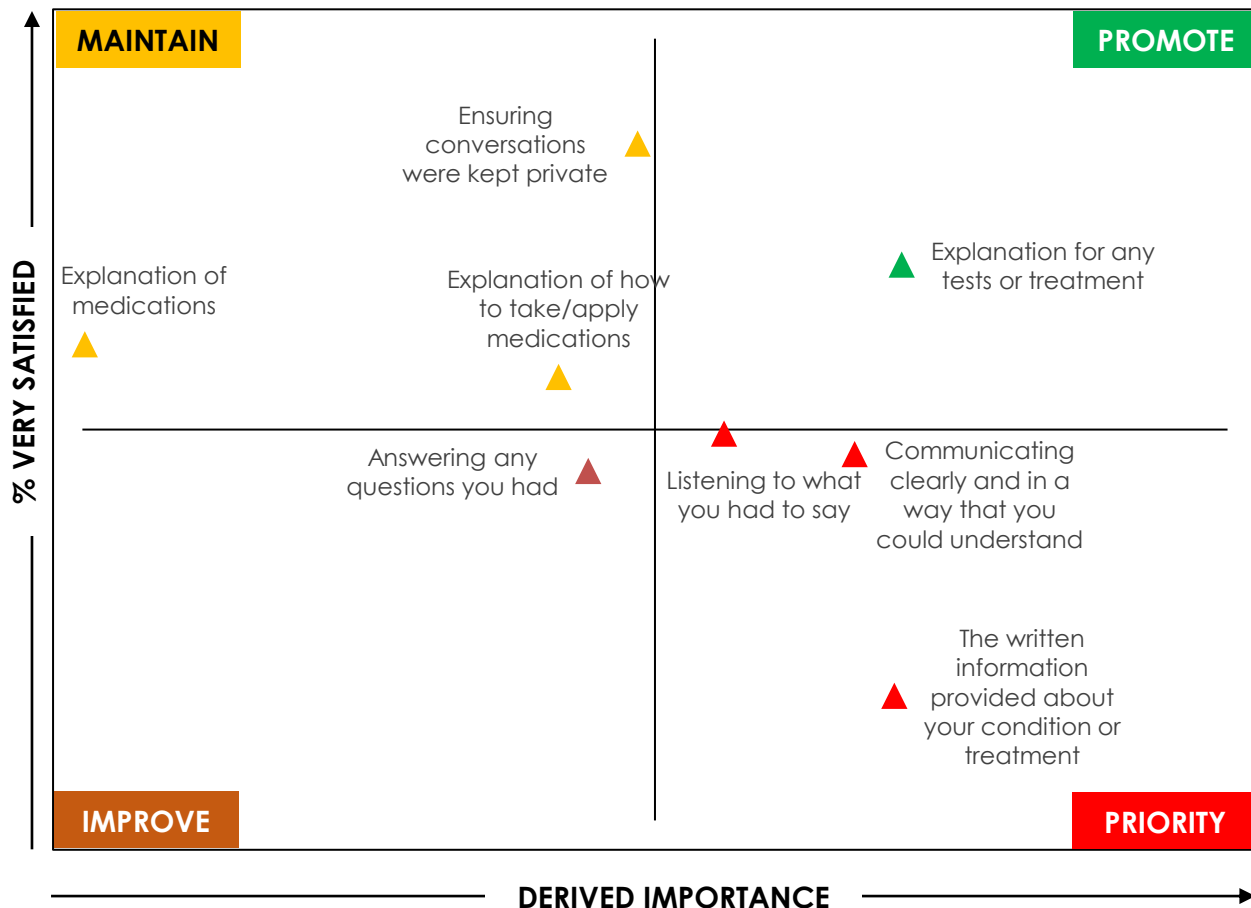 MAINTAIN
PROMOTE
Ensuring
conversations
were kept private
Explanation for any
tests or treatment
Explanation of
medications
Explanation of how
to take/apply
medications
% VERY SATISFIED
Answering any
questions you had
Listening to what
you had to say
Communicating
clearly and in a
way that you
could understand
The written
information
provided about
your condition or
treatment
IMPROVE
PRIORITY
DERIVED IMPORTANCE